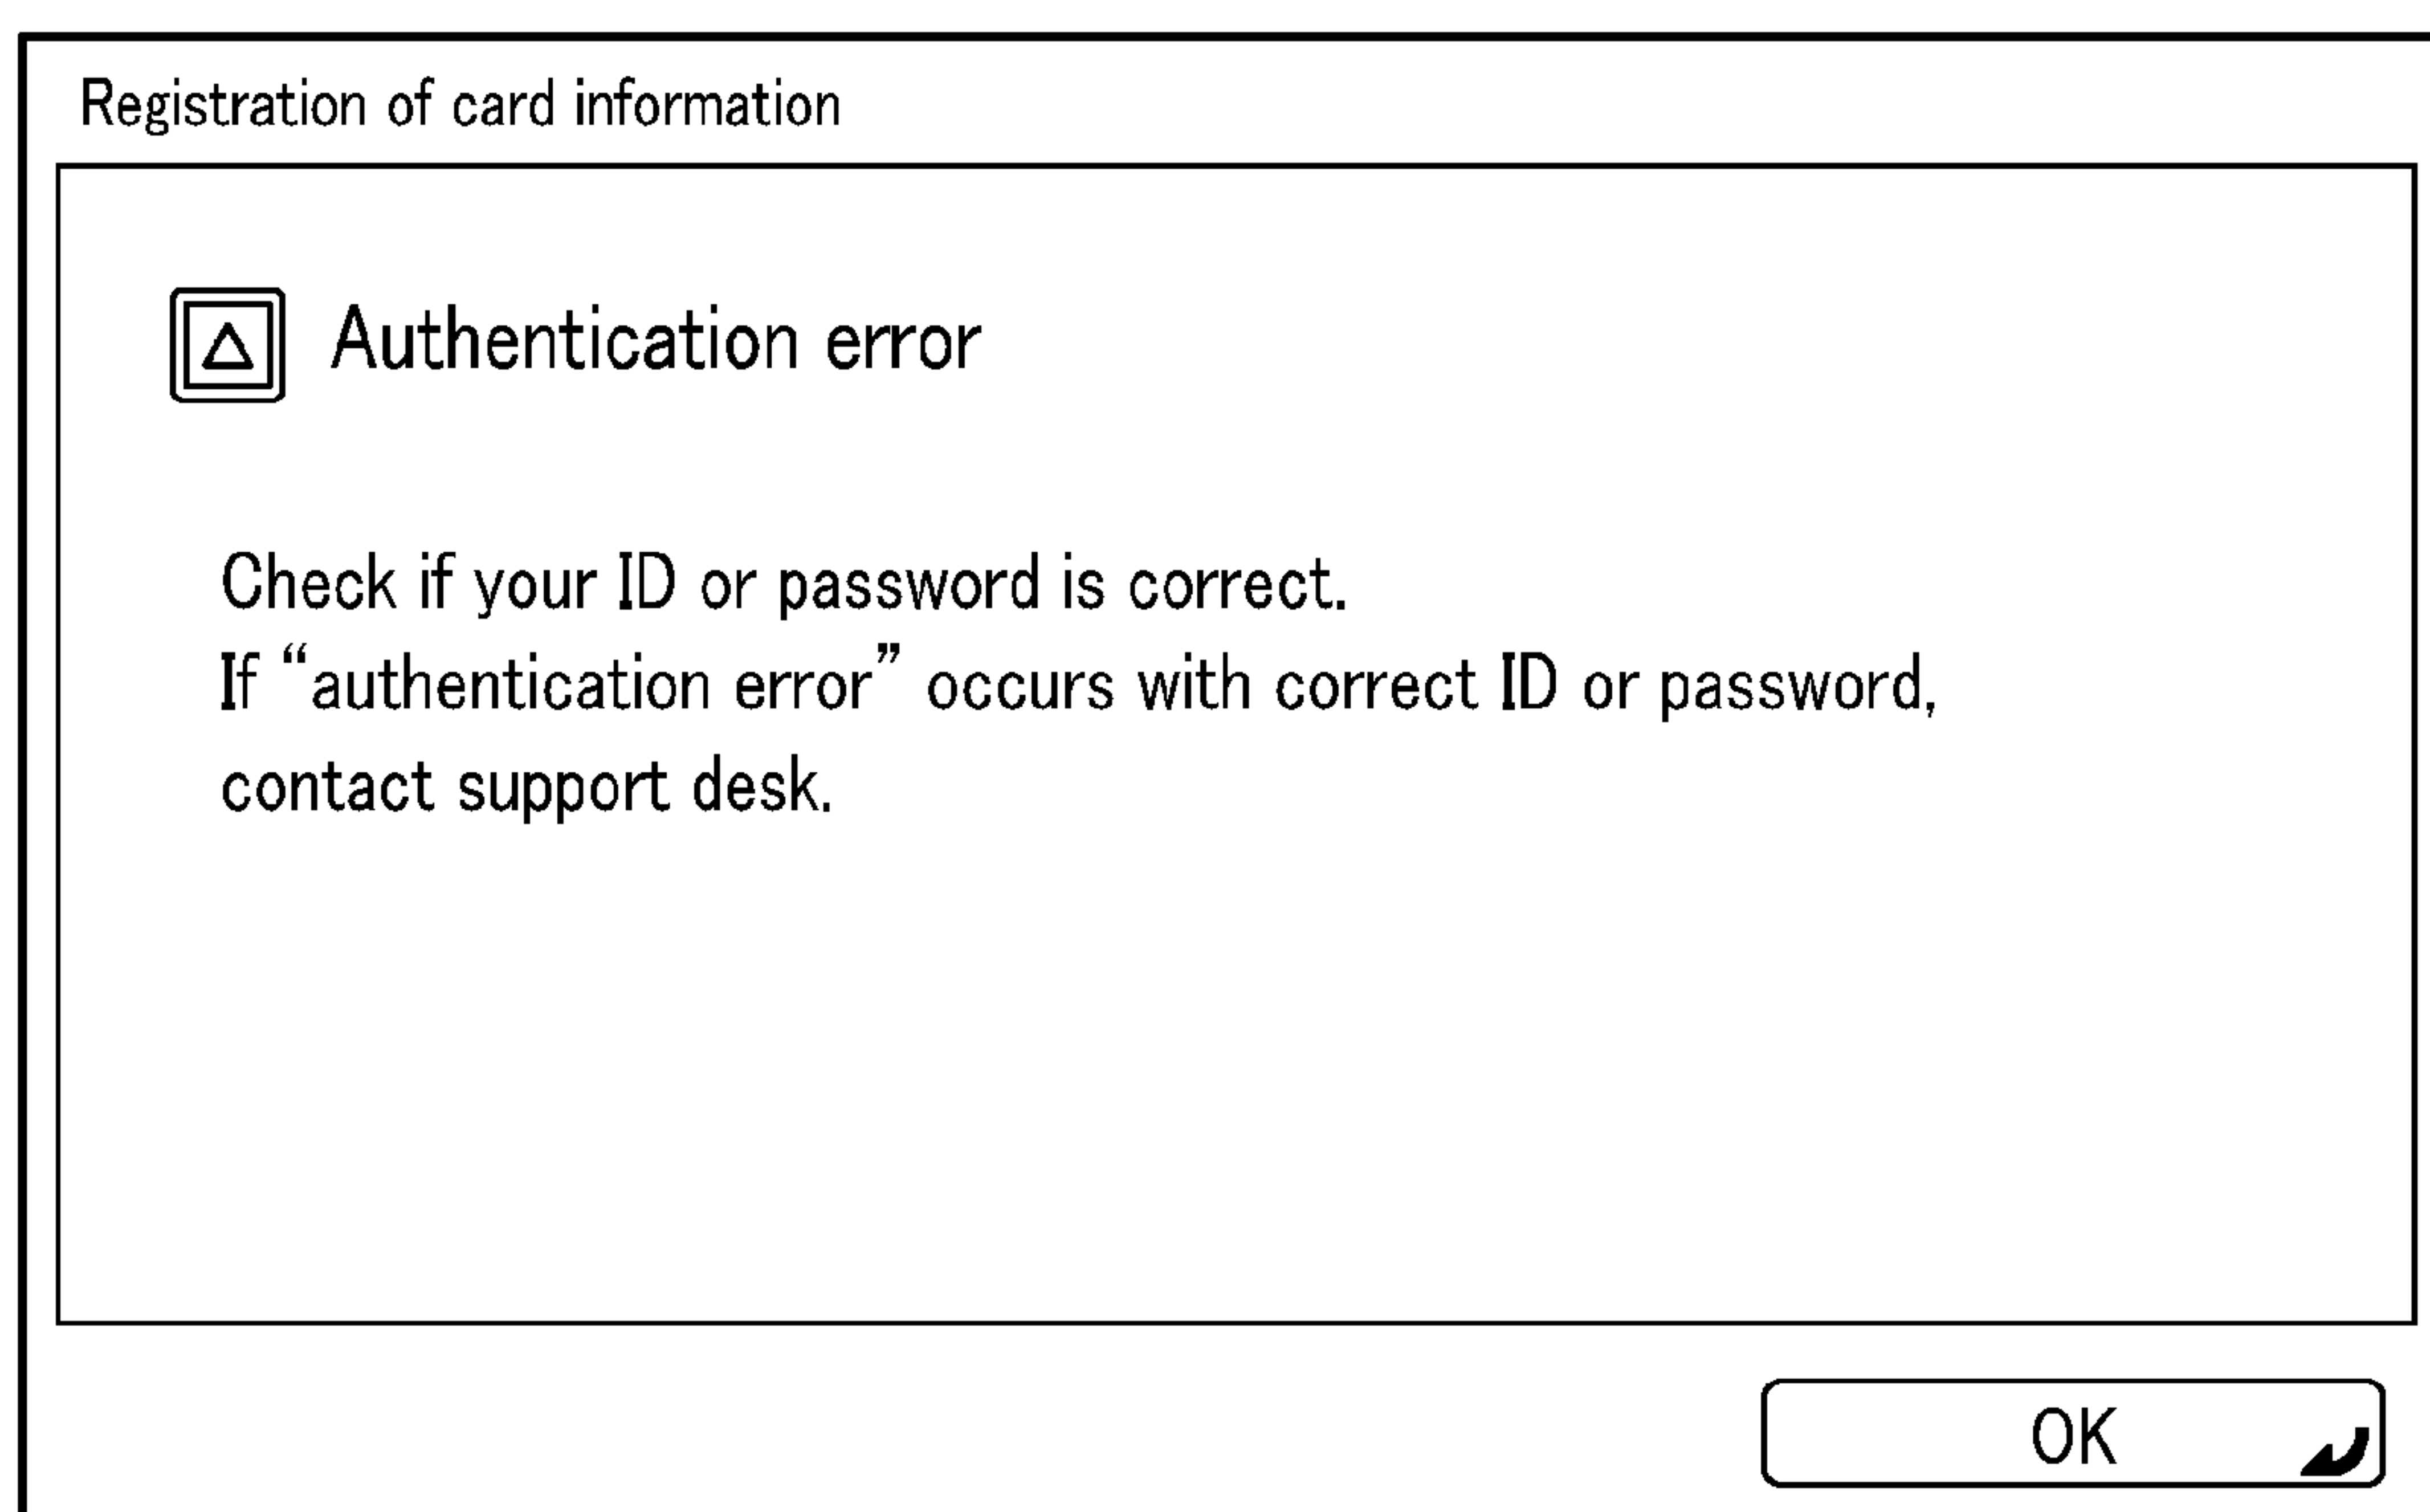 Registration of card information
Authentication error
Check if your ID or password is correct.
If “authentication error” occurs with correct ID or password,
contact support desk.
OK